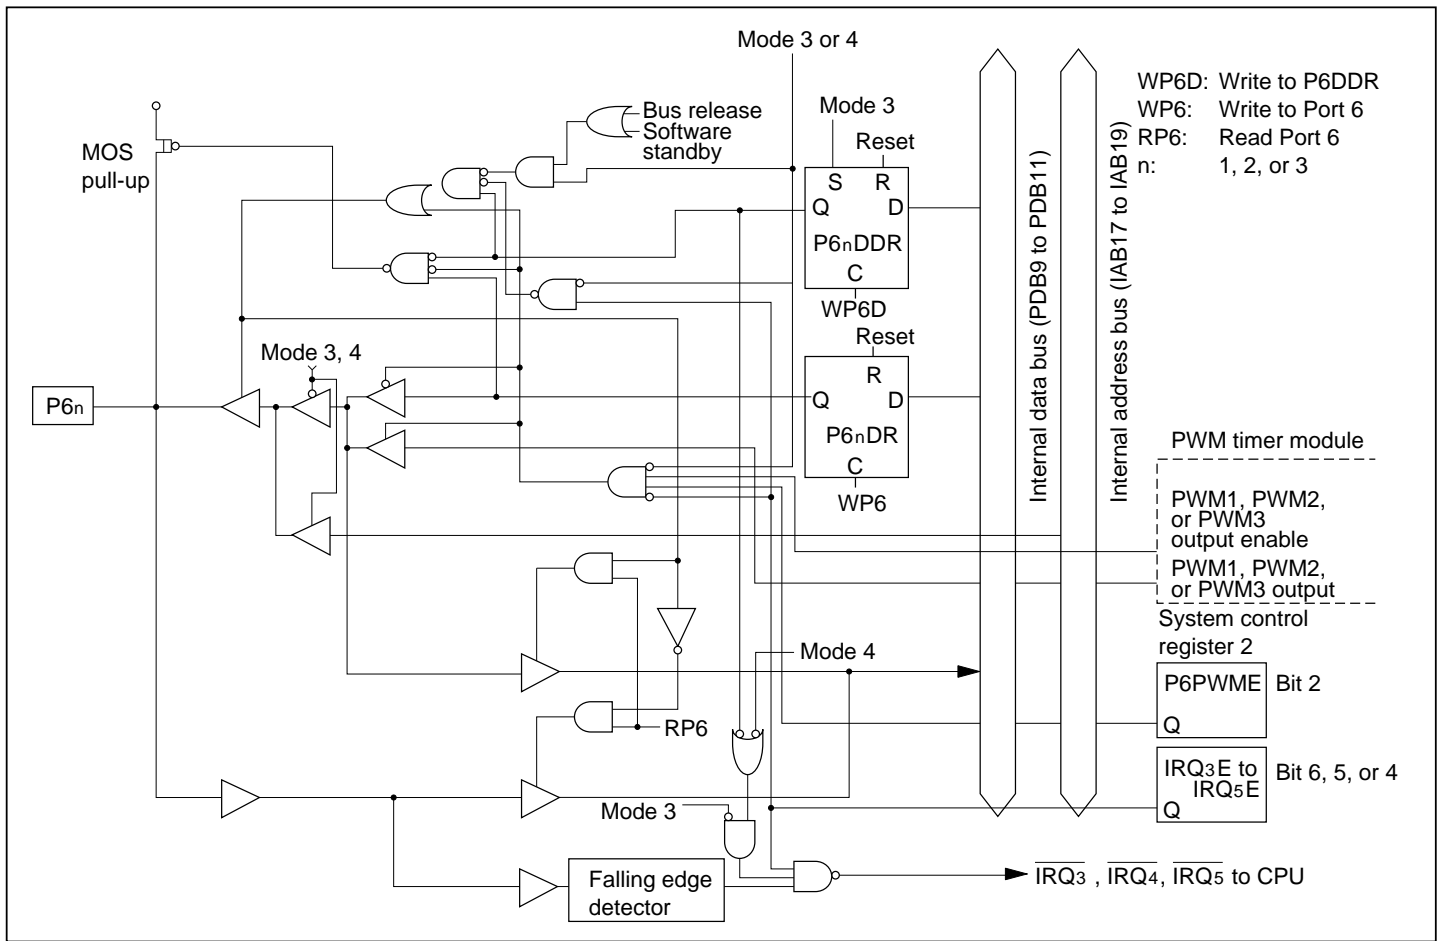 Mode 3 or 4
WP6D: Write to P6DDR
WP6: Write to Port 6
RP6: Read Port 6
n: 1, 2, or 3
Bus release
Software
standby
Mode 3
Reset
MOS
pull-up
S R
Q D
P6nDDR
C
WP6D
Reset
R
Q D
P6nDR
C
WP6
Mode 3, 4
P6n
Internal data bus (PDB9 to PDB11)
Internal address bus (IAB17 to IAB19)
PWM timer module
PWM1, PWM2,
or PWM3
output enable
PWM1, PWM2,
or PWM3 output
System control
register 2
Mode 4
P6PWME Bit 2
Q
RP6
IRQ3E to
IRQ5E
Bit 6, 5, or 4
Q
Mode 3
Falling edge
detector
IRQ3 , IRQ4, IRQ5 to CPU